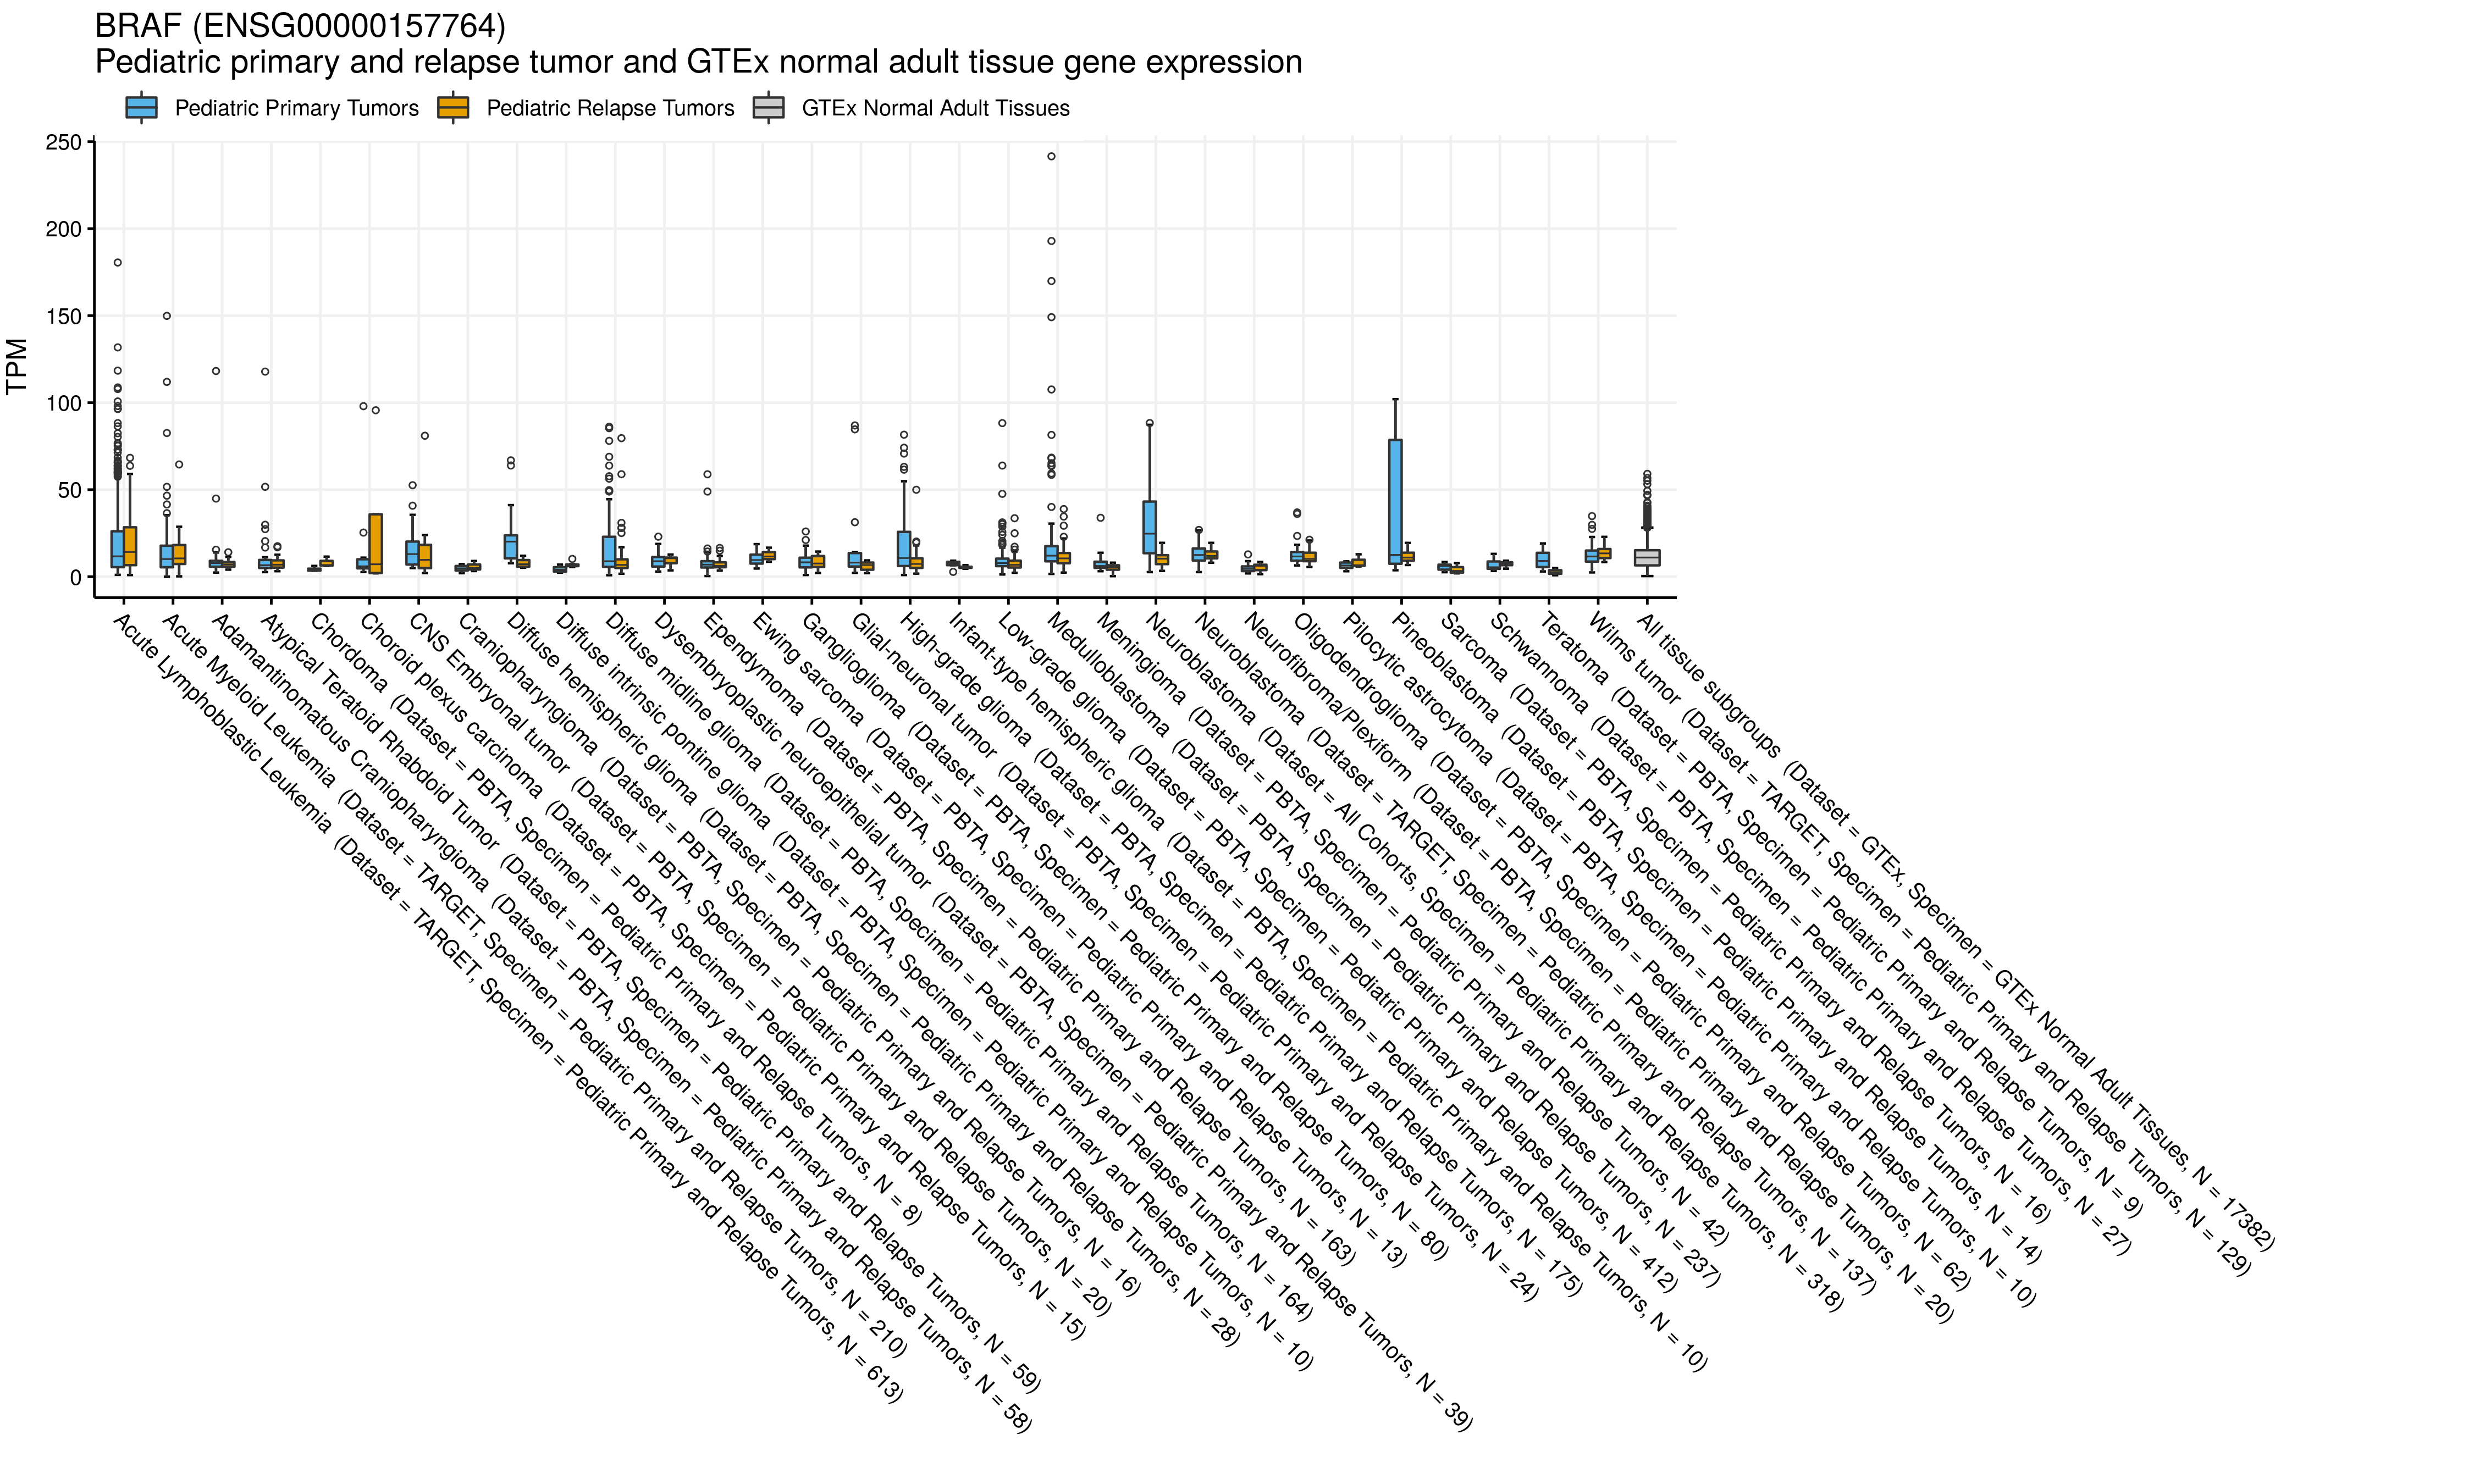 BRAF (ENSG00000157764)
Pediatric primary and relapse tumor and GTEx normal adult tissue gene expression
Pediatric Primary Tumors
Pediatric Relapse Tumors
GTEx Normal Adult Tissues
TPM
250
200
150
100
50
0
Acute Lymphoblastic Leukemia (Dataset = TARGET, Specimen = Pediatric Primary and Relapse Tumors, N = 613)
Acute Myeloid Leukemia (Dataset = TARGET, Specimen = Pediatric Primary and Relapse Tumors, N = 210)
Adamantinomatous Craniopharyngioma (Dataset = PBTA, Specimen = Pediatric Primary and Relapse Tumors, N = 58)
Atypical Teratoid Rhabdoid Tumor (Dataset = PBTA, Specimen = Pediatric Primary and Relapse Tumors, N = 59)
Chordoma (Dataset = PBTA, Specimen = Pediatric Primary and Relapse Tumors, N = 8)
Choroid plexus carcinoma (Dataset = PBTA, Specimen = Pediatric Primary and Relapse Tumors, N = 15)
CNS Embryonal tumor (Dataset = PBTA, Specimen = Pediatric Primary and Relapse Tumors, N = 20)
Craniopharyngioma (Dataset = PBTA, Specimen = Pediatric Primary and Relapse Tumors, N = 16)
Diffuse hemispheric glioma (Dataset = PBTA, Specimen = Pediatric Primary and Relapse Tumors, N = 28)
Diffuse intrinsic pontine glioma (Dataset = PBTA, Specimen = Pediatric Primary and Relapse Tumors, N = 10)
Diffuse midline glioma (Dataset = PBTA, Specimen = Pediatric Primary and Relapse Tumors, N = 164)
Dysembryoplastic neuroepithelial tumor (Dataset = PBTA, Specimen = Pediatric Primary and Relapse Tumors, N = 39)
Ependymoma (Dataset = PBTA, Specimen = Pediatric Primary and Relapse Tumors, N = 163)
Ewing sarcoma (Dataset = PBTA, Specimen = Pediatric Primary and Relapse Tumors, N = 13)
Ganglioglioma (Dataset = PBTA, Specimen = Pediatric Primary and Relapse Tumors, N = 80)
Glial-neuronal tumor (Dataset = PBTA, Specimen = Pediatric Primary and Relapse Tumors, N = 24)
High-grade glioma (Dataset = PBTA, Specimen = Pediatric Primary and Relapse Tumors, N = 175)
Infant-type hemispheric glioma (Dataset = PBTA, Specimen = Pediatric Primary and Relapse Tumors, N = 10)
Low-grade glioma (Dataset = PBTA, Specimen = Pediatric Primary and Relapse Tumors, N = 412)
Medulloblastoma (Dataset = PBTA, Specimen = Pediatric Primary and Relapse Tumors, N = 237)
Meningioma (Dataset = PBTA, Specimen = Pediatric Primary and Relapse Tumors, N = 42)
Neuroblastoma (Dataset = All Cohorts, Specimen = Pediatric Primary and Relapse Tumors, N = 318)
Neuroblastoma (Dataset = TARGET, Specimen = Pediatric Primary and Relapse Tumors, N = 137)
Neurofibroma/Plexiform (Dataset = PBTA, Specimen = Pediatric Primary and Relapse Tumors, N = 20)
Oligodendroglioma (Dataset = PBTA, Specimen = Pediatric Primary and Relapse Tumors, N = 62)
Pilocytic astrocytoma (Dataset = PBTA, Specimen = Pediatric Primary and Relapse Tumors, N = 10)
Pineoblastoma (Dataset = PBTA, Specimen = Pediatric Primary and Relapse Tumors, N = 14)
Sarcoma (Dataset = PBTA, Specimen = Pediatric Primary and Relapse Tumors, N = 16)
Schwannoma (Dataset = PBTA, Specimen = Pediatric Primary and Relapse Tumors, N = 27)
Teratoma (Dataset = PBTA, Specimen = Pediatric Primary and Relapse Tumors, N = 9)
Wilms tumor (Dataset = TARGET, Specimen = Pediatric Primary and Relapse Tumors, N = 129)
All tissue subgroups (Dataset = GTEx, Specimen = GTEx Normal Adult Tissues, N = 17382)